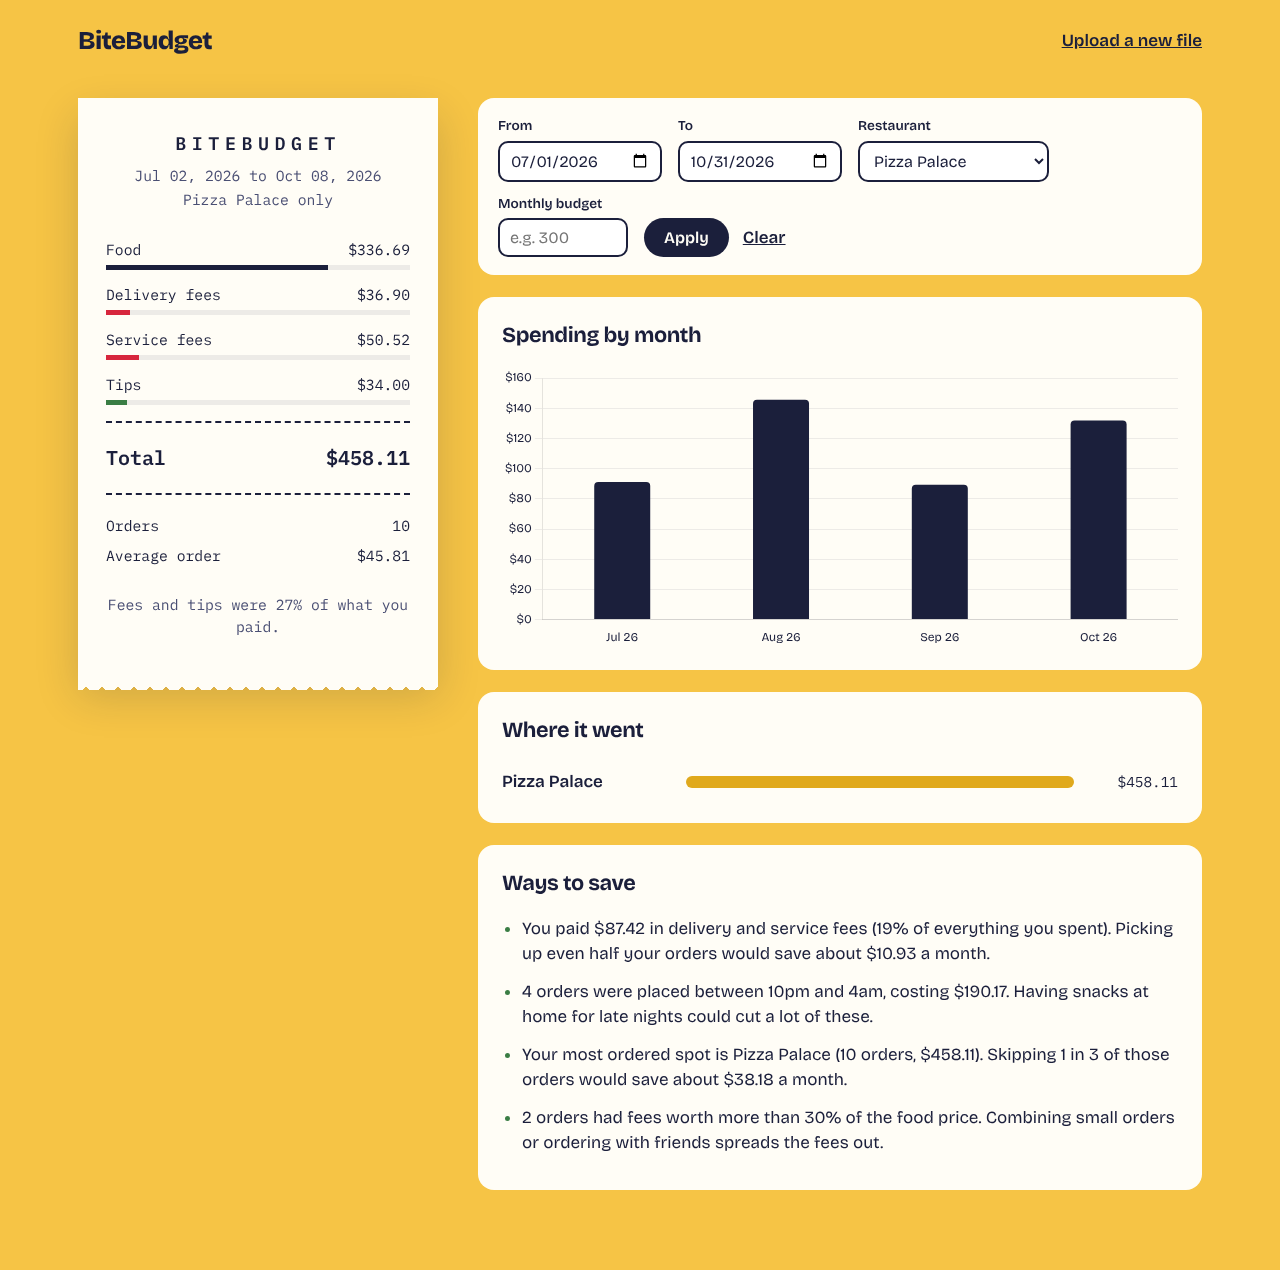 BiteBudget
Upload a new file
BITEBUDGET
Jul 02, 2026 to Oct 08, 2026
Pizza Palace only
Food $336.69
Delivery fees $36.90
Service fees $50.52
Tips $34.00
Total $458.11
Orders 10
Average order $45.81
Fees and tips were 27% of what you
paid.
From To Restaurant
07/01/2026 10/31/2026 Pizza Palace
Monthly budget
e.g. 300 Apply Clear
Spending by month
$160
$140
$120
$100
$80
$60
$40
$20
$0
Jul 26 Aug 26 Sep 26 Oct 26
Where it went
Pizza Palace $458.11
Ways to save
You paid $87.42 in delivery and service fees (19% of everything you spent). Picking
up even half your orders would save about $10.93 a month.
4 orders were placed between 10pm and 4am, costing $190.17. Having snacks at
home for late nights could cut a lot of these.
Your most ordered spot is Pizza Palace (10 orders, $458.11). Skipping 1 in 3 of those
orders would save about $38.18 a month.
2 orders had fees worth more than 30% of the food price. Combining small orders
or ordering with friends spreads the fees out.